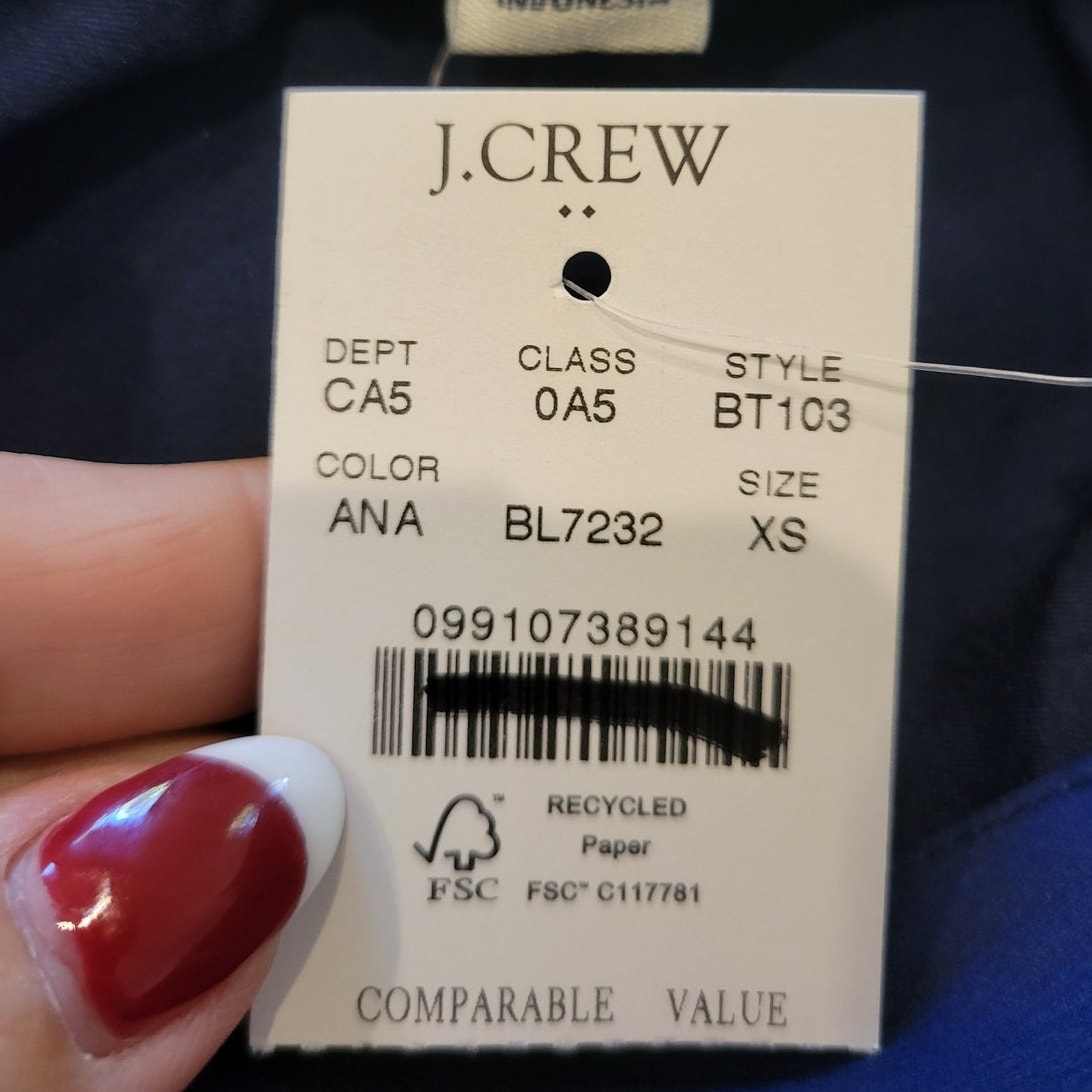 J.CREW
DEPT CLASS STYLE
CA5 0A5 BT103
COLOR SIZE
ANA BL7232 XS
099107389144
RECYCLED
Paper
FSC™ C117781
™
FSC
COMPARABLE VALUE